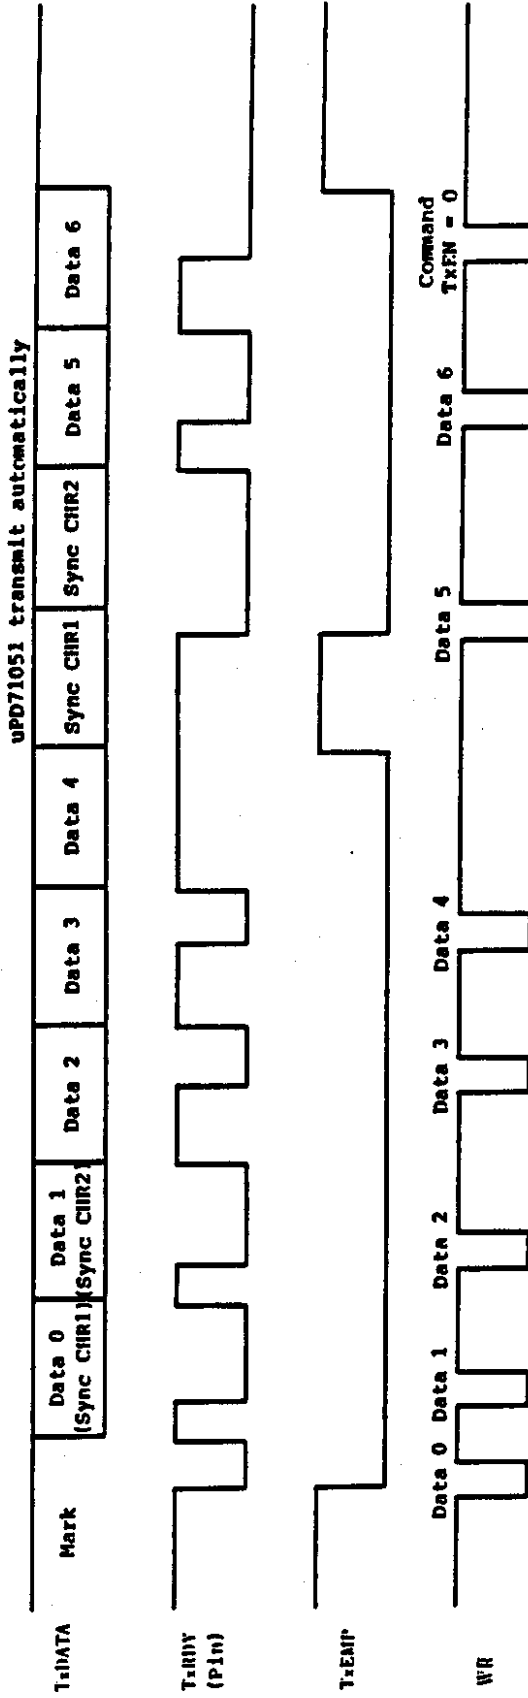 uPD71051 transmit automatically
TxDATA
Mark
Data 0
(Sync CHR1)
Data 1
(Sync CHR2)
Data 2
Data 3
Data 4
Sync CHR1
Sync CHR2
Data 5
Data 6
TxRDY
(Pin)
TxEMP
Command
TxEN = 0
WR
Data 0
Data 1
Data 2
Data 3
Data 4
Data 5
Data 6